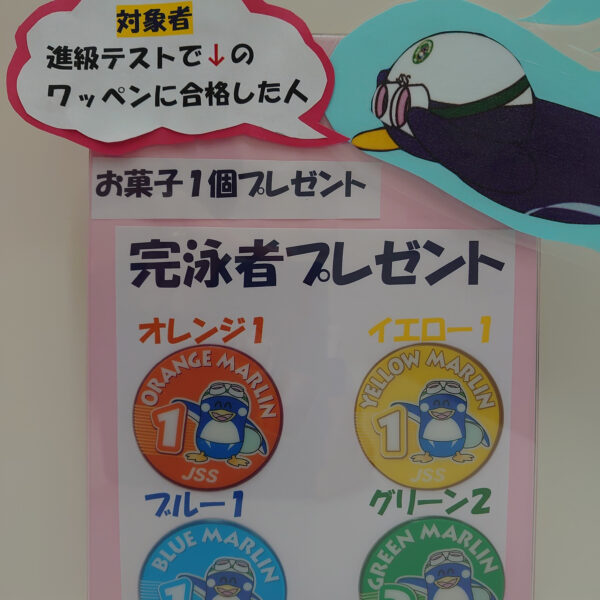 対象者
進級テストで↓の
ワッペンに合格した人
お菓子1個プレゼント
完泳者プレゼント
オレンジ1
イエロー1
ORANGE MARLIN
1
JSS
YELLOW MARLIN
1
JSS
ブルー1
グリーン2
BLUE MARLIN
1
GREEN MARLIN
2